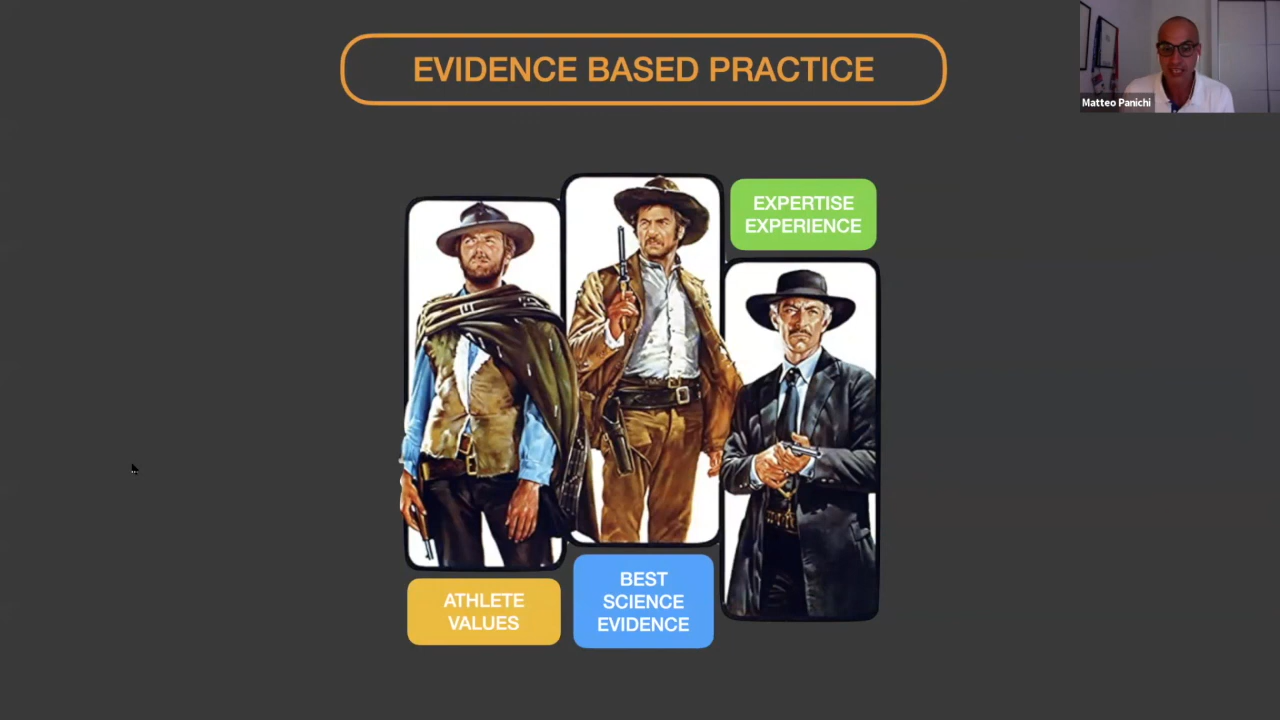 EVIDENCE BASED PRACTICE
Matteo Panichi
EXPERTISE
EXPERIENCE
ATHLETE
VALUES
BEST
SCIENCE
EVIDENCE